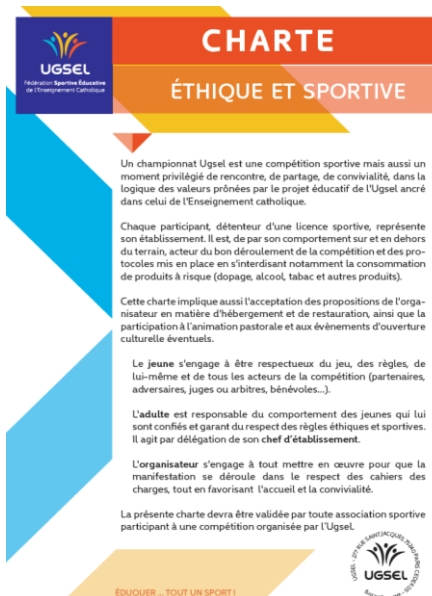 CHARTE
UGSEL
Fédération Sportive Éducative
de l'Enseignement Catholique
ÉTHIQUE ET SPORTIVE
Un championnat Ugsel est une compétition sportive mais aussi un
moment privilégié de rencontre, de partage, de convivialité, dans la
logique des valeurs prônées par le projet éducatif de l'Ugsel ancré
dans celui de l'Enseignement catholique.
Chaque participant, détenteur d'une licence sportive, représente
son établissement. Il est, de par son comportement sur et en dehors
du terrain, acteur du bon déroulement de la compétition et des pro-
tocoles mis en place en s'interdisant notamment la consommation
de produits à risque (dopage, alcool, tabac et autres produits).
Cette charte implique aussi l'acceptation des propositions de l'orga-
nisateur en matière d'hébergement et de restauration, ainsi que la
participation à l'animation pastorale et aux évènements d'ouverture
culturelle éventuels.
Le jeune s'engage à être respectueux du jeu, des règles, de
lui-même et de tous les acteurs de la compétition (partenaires,
adversaires, juges ou arbitres, bénévoles...).
L'adulte est responsable du comportement des jeunes qui lui
sont confiés et garant du respect des règles éthiques et sportives.
Il agit par délégation de son chef d'établissement.
L'organisateur s'engage à tout mettre en œuvre pour que la
manifestation se déroule dans le respect des cahiers des
charges, tout en favorisant l'accueil et la convivialité.
La présente charte devra être validée par toute association sportive
participant à une compétition organisée par l'Ugsel.
UGSEL - 277 RUE SAINT JACQUES 75240 PARIS CEDEX 05
UGSEL
ÉDUQUER ... TOUT UN SPORT !